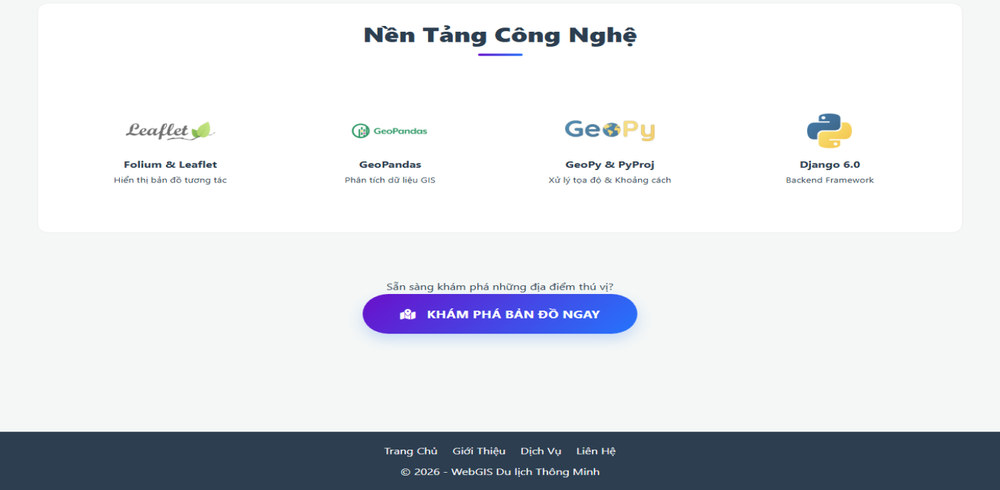 Nền Tảng Công Nghệ
Leaflet
GeoPandas
GeoPy
Folium & Leaflet
GeoPandas
GeoPy & PyProj
Django 6.0
Hiển thị bản đồ tương tác
Phân tích dữ liệu GIS
Xử lý tọa độ & Khoảng cách
Backend Framework
Sẵn sàng khám phá những địa điểm thú vị?
KHÁM PHÁ BẢN ĐỒ NGAY
Trang Chủ Giới Thiệu Dịch Vụ Liên Hệ
© 2026 - WebGIS Du lịch Thông Minh